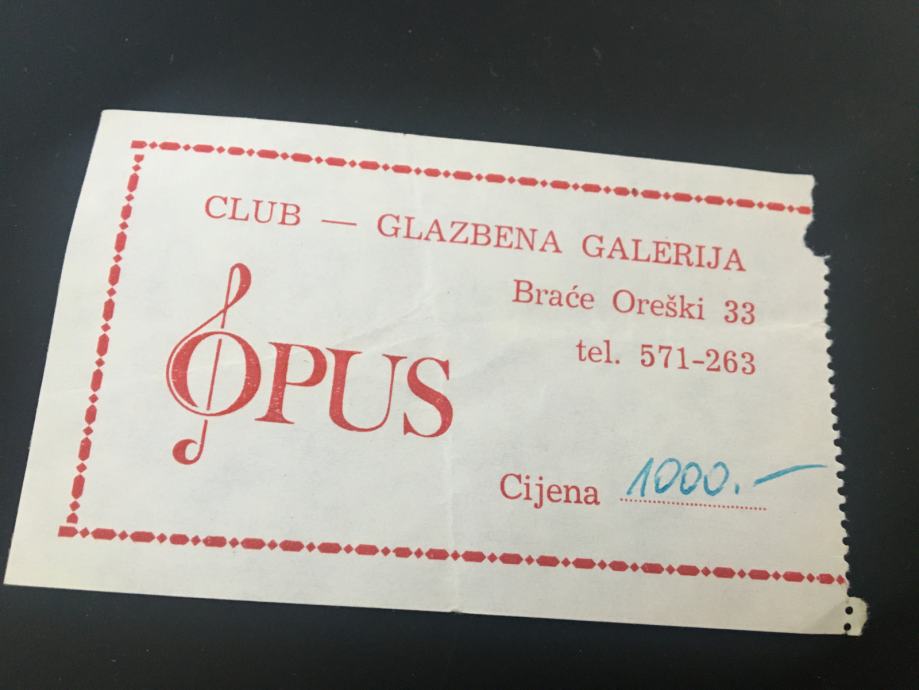 CLUB — GLAZBENA GALERIJA
Braće Oreški 33
tel. 571-263
OPUS
Cijena 1000.—